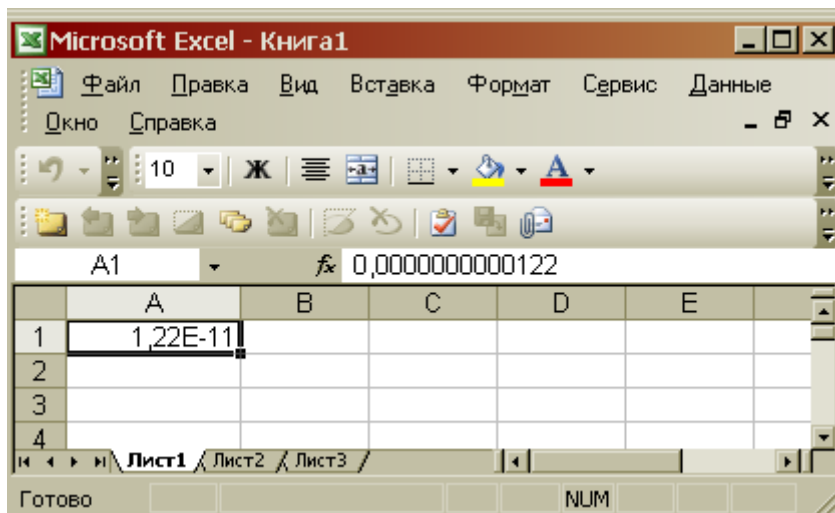 Microsoft Excel - Книга1
Файл Правка Вид Вставка Формат Сервис Данные
Окно Справка
10 Ж А
A1 fx 0,0000000000122
A B C D E
1 1,22E-11
2
3
4
Лист1 Лист2 Лист3
Готово NUM